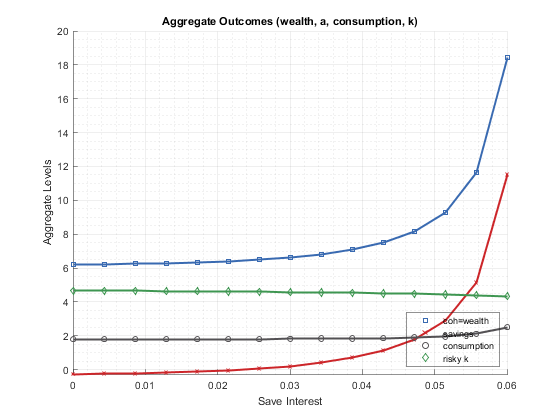 Aggregate Outcomes (wealth, a, consumption, k)
20
18
16
14
12
10
8
6
4
2
0
Aggregate Levels
coh=wealth
savings
consumption
risky k
0 0.01 0.02 0.03 0.04 0.05 0.06
Save Interest